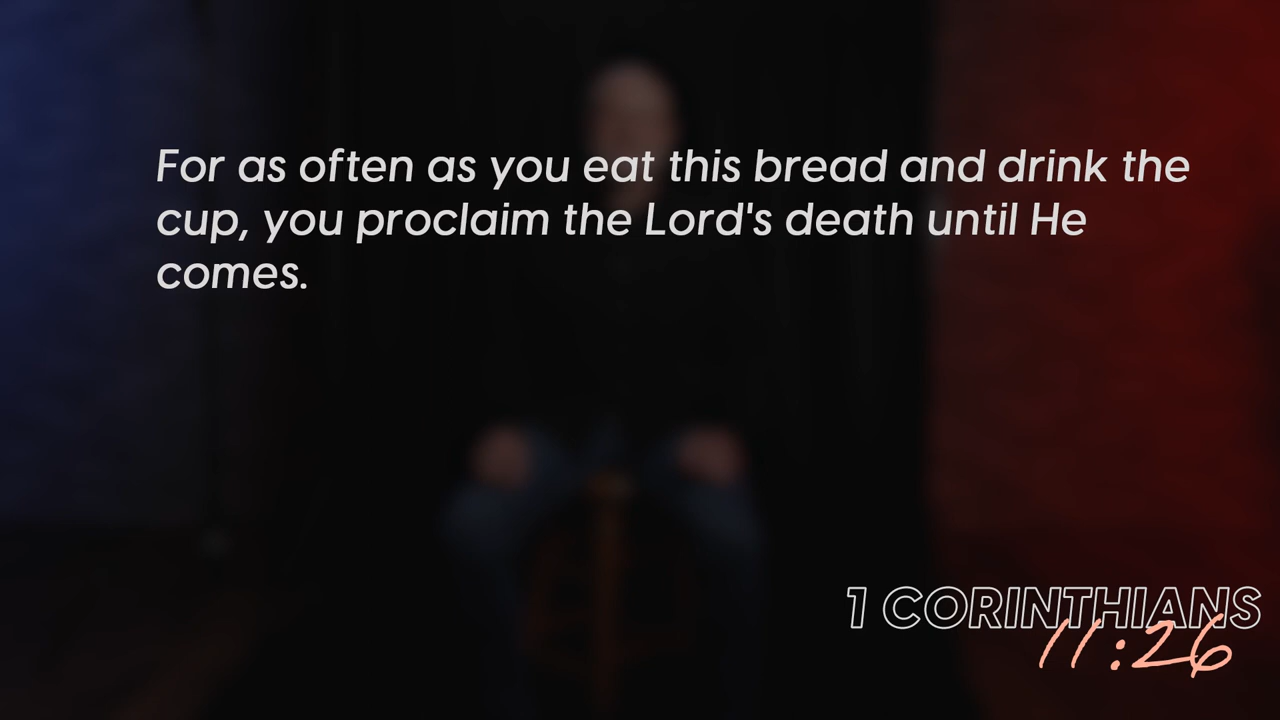 For as often as you eat this bread and drink the
cup, you proclaim the Lord's death until He
comes.
1 CORINTHIANS
11:26